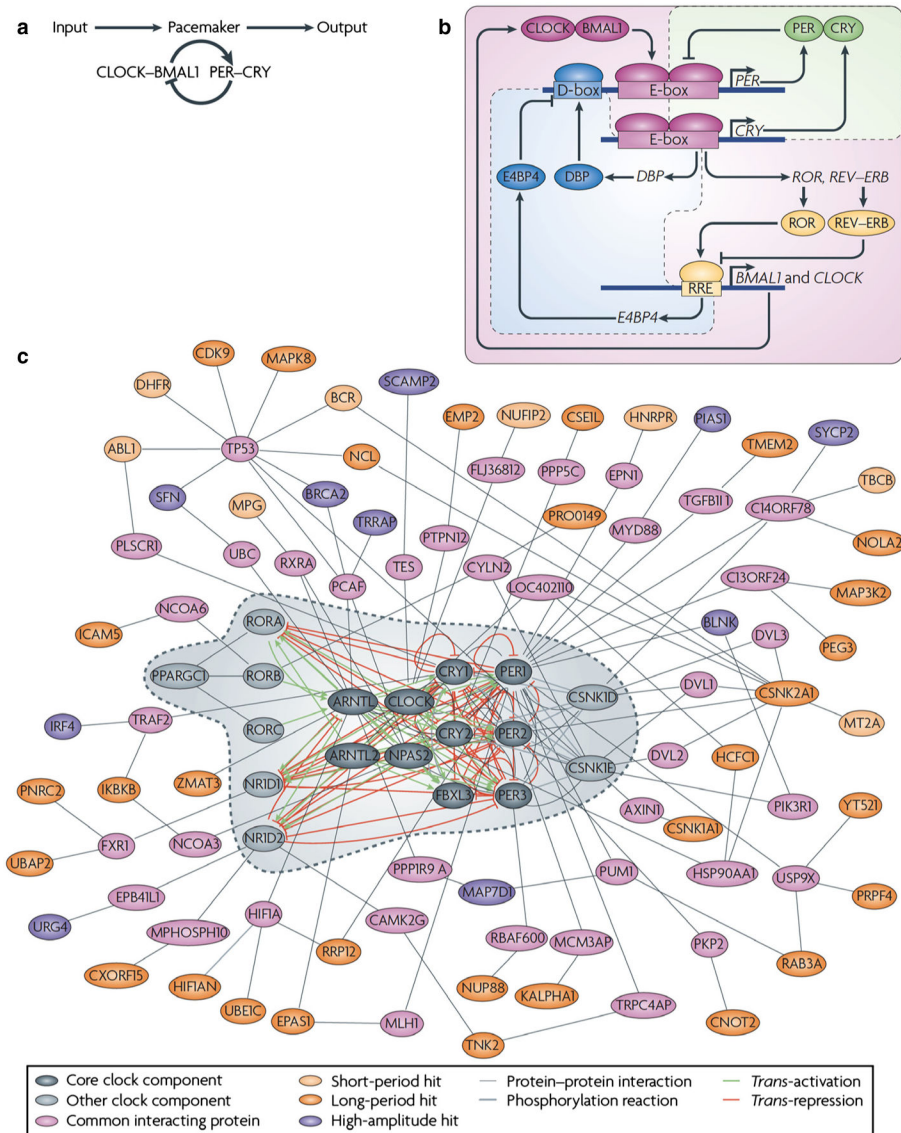 a
Input Pacemaker Output
CLOCK–BMAL1 PER–CRY
b
CLOCK BMAL1 PER CRY
D-box E-box PER
E-box CRY
E4BP4 DBP DBP ROR, REV–ERB
ROR REV–ERB
RRE BMAL1 and CLOCK
E4BP4
c
CDK9 MAPK8
DHFR BCR SCAMP2
EMP2 NUFIP2 CSE1L HNRPR PIAS1
ABL1 TP53 NCL TMEM2 SYCP2
FLJ36812 PPP5C EPN1
SFN BRCA2 TGFB1I1 C14ORF78 TBCB
MPG TRRAP PRO0149
PLSCR1 UBC RXRA PCAF TES PTPN12 CYLN2 MYD88 NOLA2
LOC402110 C13ORF24 MAP3K2
ICAM5 NCOA6 RORA BLNK DVL3 PEG3
PPARGC1 RORB CRY1 PER1 CSNK1D DVL1 CSNK2A1
IRF4 TRAF2 RORC ARNTL CLOCK MT2A
ARNTL2 NPAS2 CRY2 PER2 CSNK1E DVL2 HCFC1
PNRC2 IKBKB ZMAT3 NR1D1 FBXL3 PER3 AXIN1 PIK3R1 YT521
UBAP2 FXR1 NCOA3 NR1D2 CSNK1A1
PPP1R9 A MAP7D1 PUM1 HSP90AA1 USP9X PRPF4
URG4 EPB41L1 HIF1A CAMK2G
MPHOSPH10 RRP12 RBAF600 MCM3AP PKP2 RAB3A
CXORF15 HIF1AN NUP88 KALPHA1
UBE1C EPAS1 MLH1 TRPC4AP CNOT2
TNK2
Core clock component Short-period hit Protein–protein interaction Trans-activation
Other clock component Long-period hit Phosphorylation reaction Trans-repression
Common interacting protein High-amplitude hit